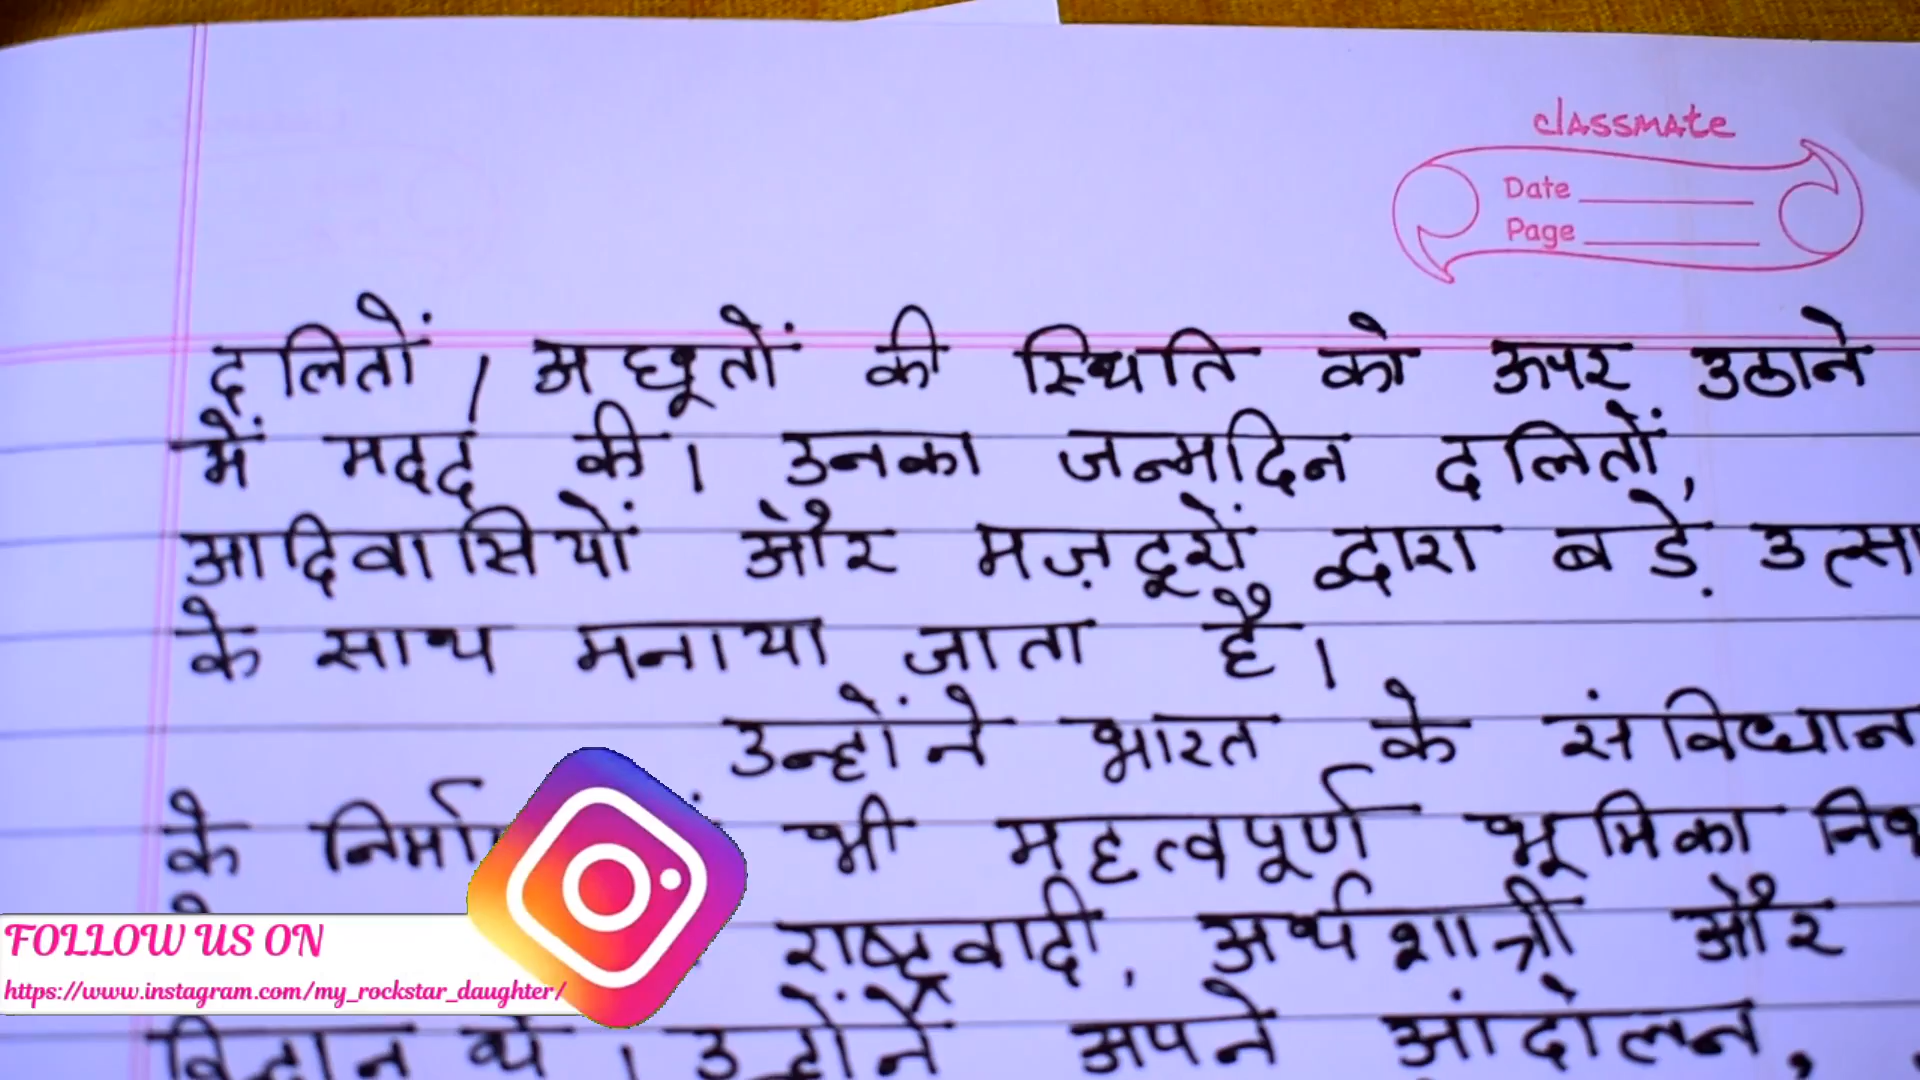 classmate
Date
Page
दलितों / अछूतों की स्थिति को ऊपर उठाने
में मदद की। उनका जन्मदिन दलितों,
आदिवासियों और मज़दूरों द्वारा बड़े उत्सा
के साथ मनाया जाता है।
उन्होंने भारत के संविधान
के भी महत्वपूर्ण भूमिका
राष्ट्रवादी, अर्थशात्री और
विद्वान थे। उन्होंने अपने आंदोलन,
FOLLOW US ON
https://www.instagram.com/my_rockstar_daughter/